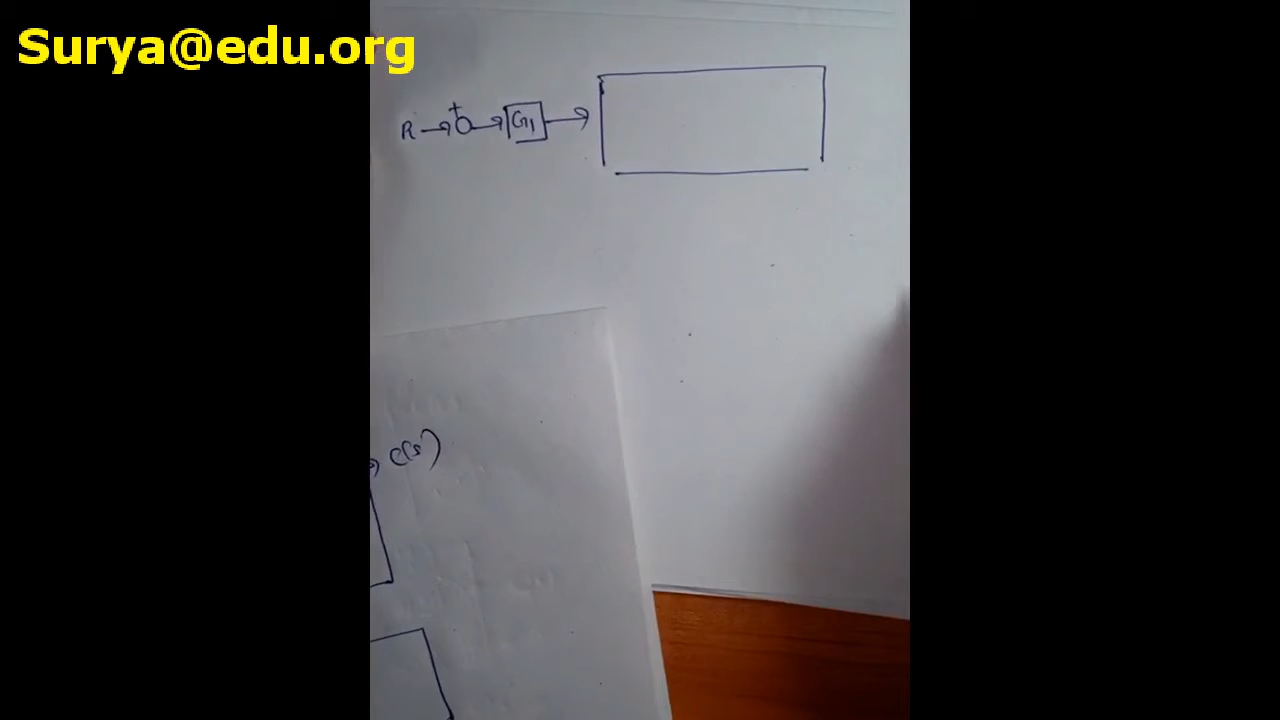 Surya@edu.org
+
R → O → G1 →
C(s)